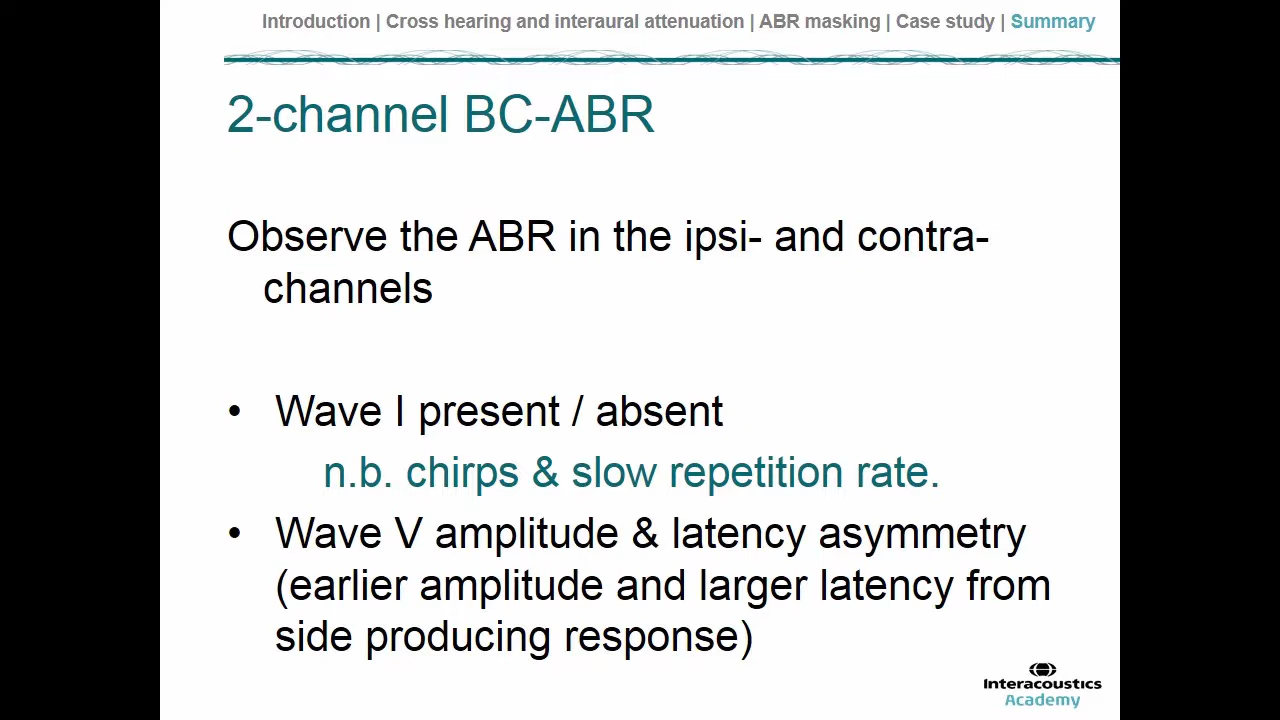 Introduction | Cross hearing and interaural attenuation | ABR masking | Case study | Summary
2-channel BC-ABR
Observe the ABR in the ipsi- and contra-
channels
• Wave I present / absent
n.b. chirps & slow repetition rate.
• Wave V amplitude & latency asymmetry
(earlier amplitude and larger latency from
side producing response)
Interacoustics
Academy